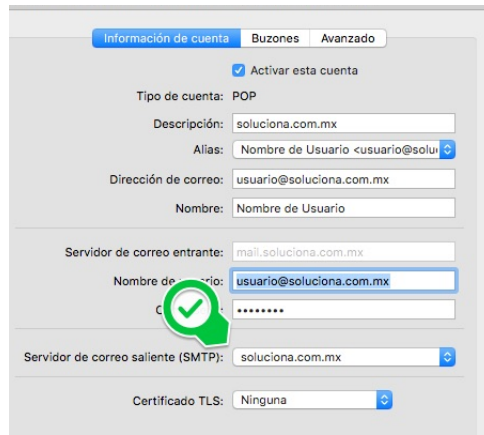 Información de cuenta Buzones Avanzado
Activar esta cuenta
Tipo de cuenta: POP
Descripción: soluciona.com.mx
Alias: Nombre de Usuario <usuario@solu
Dirección de correo: usuario@soluciona.com.mx
Nombre: Nombre de Usuario
Servidor de correo entrante: mail.soluciona.com.mx
Nombre de usuario: usuario@soluciona.com.mx
••••••••
Servidor de correo saliente (SMTP): soluciona.com.mx
Certificado TLS: Ninguna